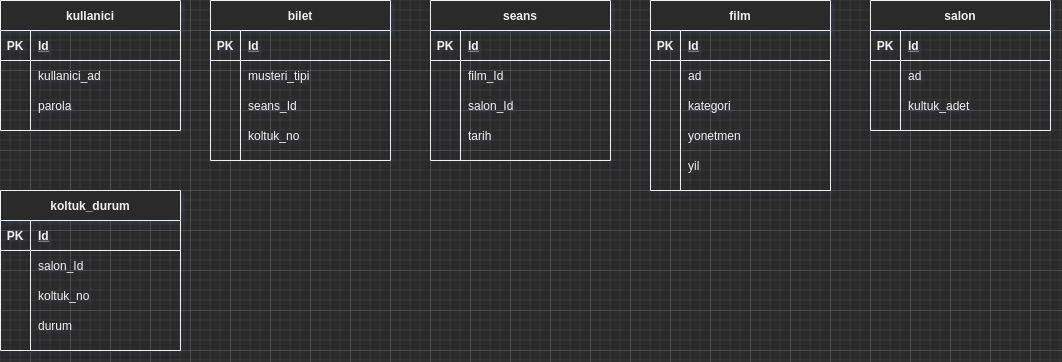 kullanici
PK Id
kullanici_ad
parola
bilet
PK Id
musteri_tipi
seans_Id
koltuk_no
seans
PK Id
film_Id
salon_Id
tarih
film
PK Id
ad
kategori
yonetmen
yil
salon
PK Id
ad
kultuk_adet
koltuk_durum
PK Id
salon_Id
koltuk_no
durum